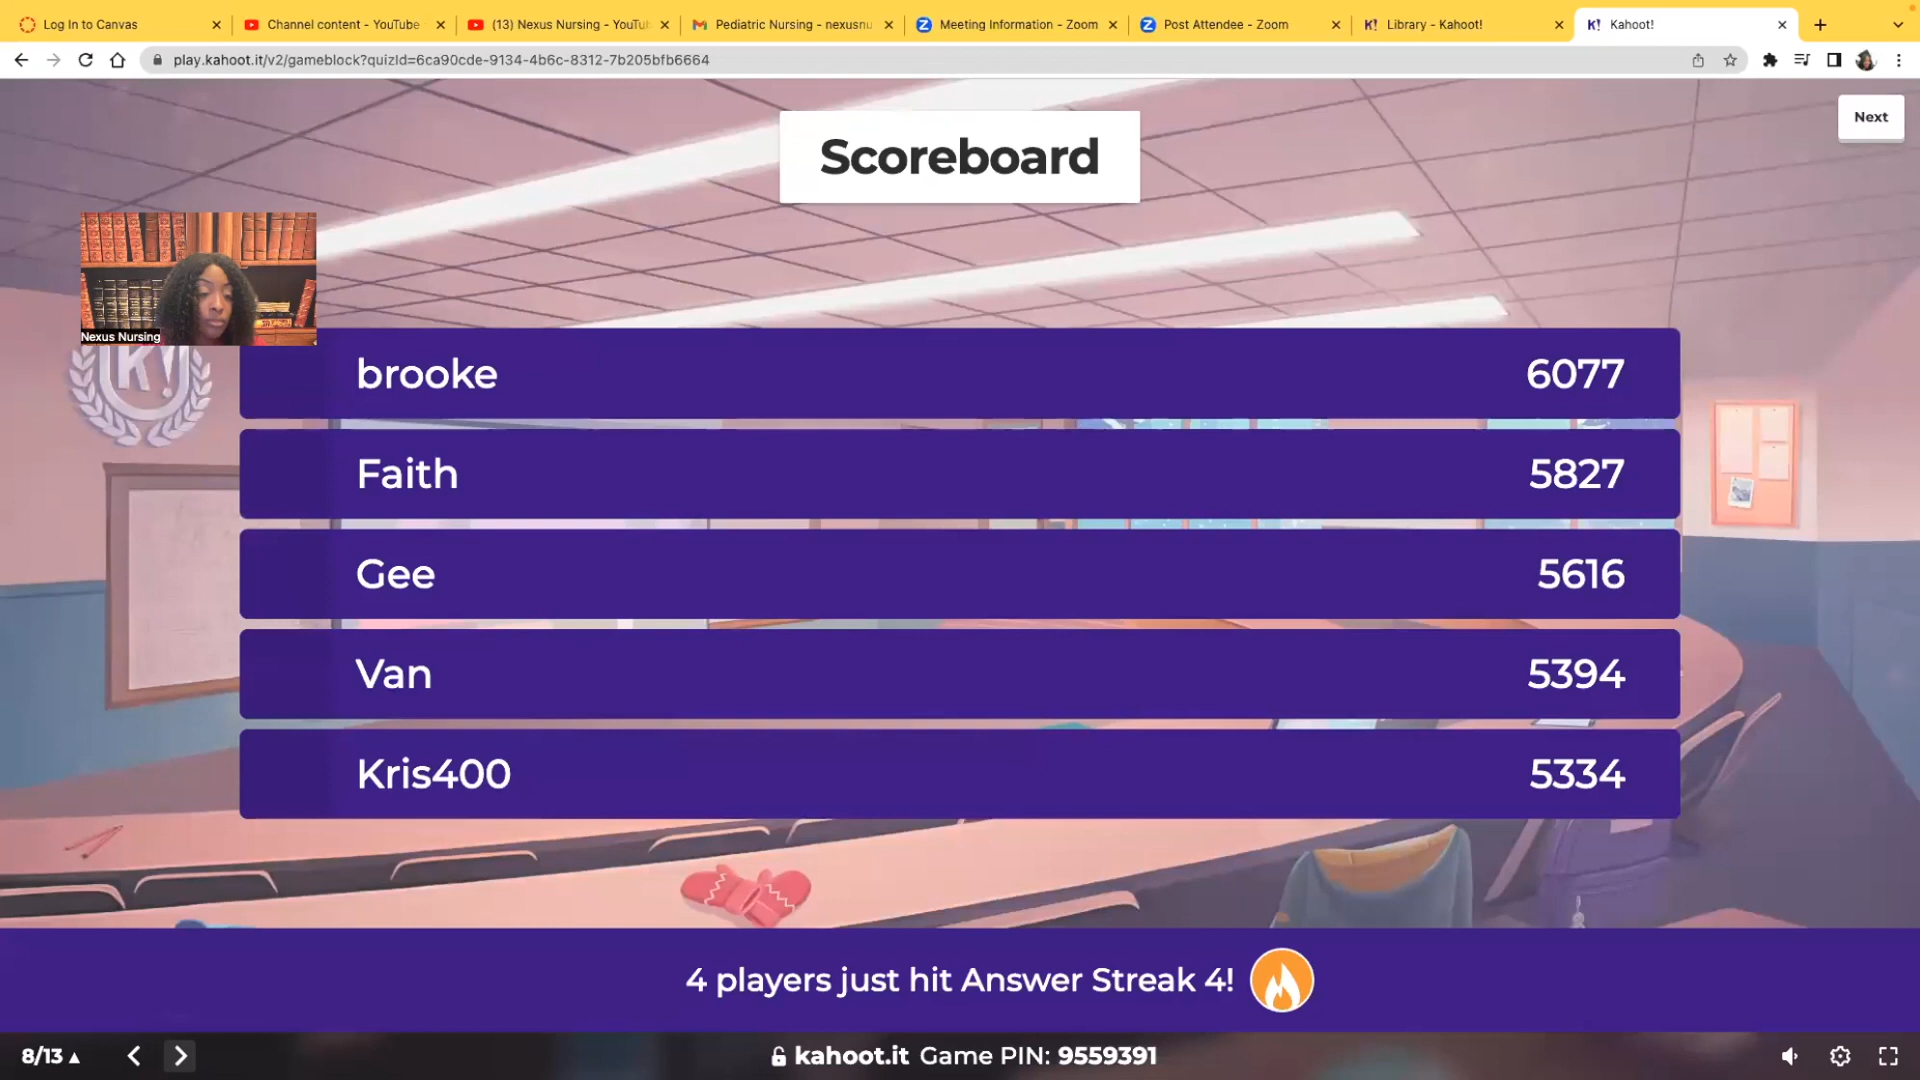 Log In to Canvas
Channel content - YouTube
(13) Nexus Nursing - YouTu
Pediatric Nursing - nexusnu
Meeting Information - Zoom
Post Attendee - Zoom
K! Library - Kahoot!
K! Kahoot!
play.kahoot.it/v2/gameblock?quizId=6ca90cde-9134-4b6c-8312-7b205bfb6664
Next
Scoreboard
Nexus Nursing
K!
brooke 6077
Faith 5827
Gee 5616
Van 5394
Kris400 5334
4 players just hit Answer Streak 4!
8/13
kahoot.it Game PIN: 9559391